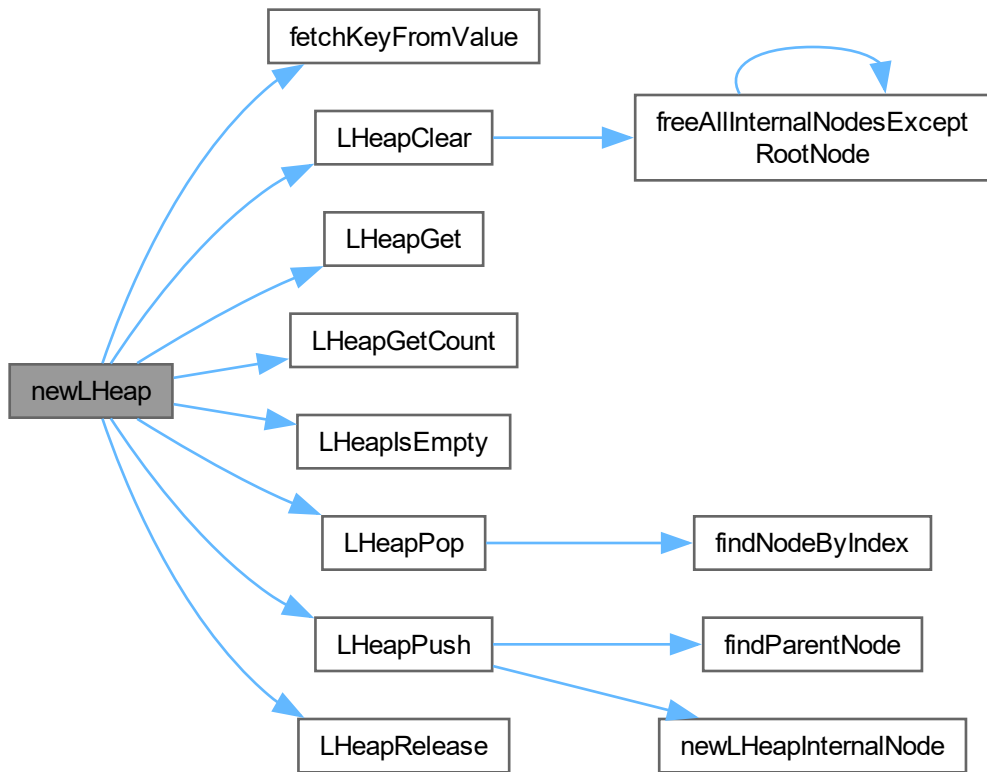 fetchKeyFromValue
LHeapClear
freeAllInternalNodesExcept
RootNode
LHeapGet
LHeapGetCount
newLHeap
LHeapIsEmpty
LHeapPop
findNodeByIndex
LHeapPush
findParentNode
LHeapRelease
newLHeapInternalNode